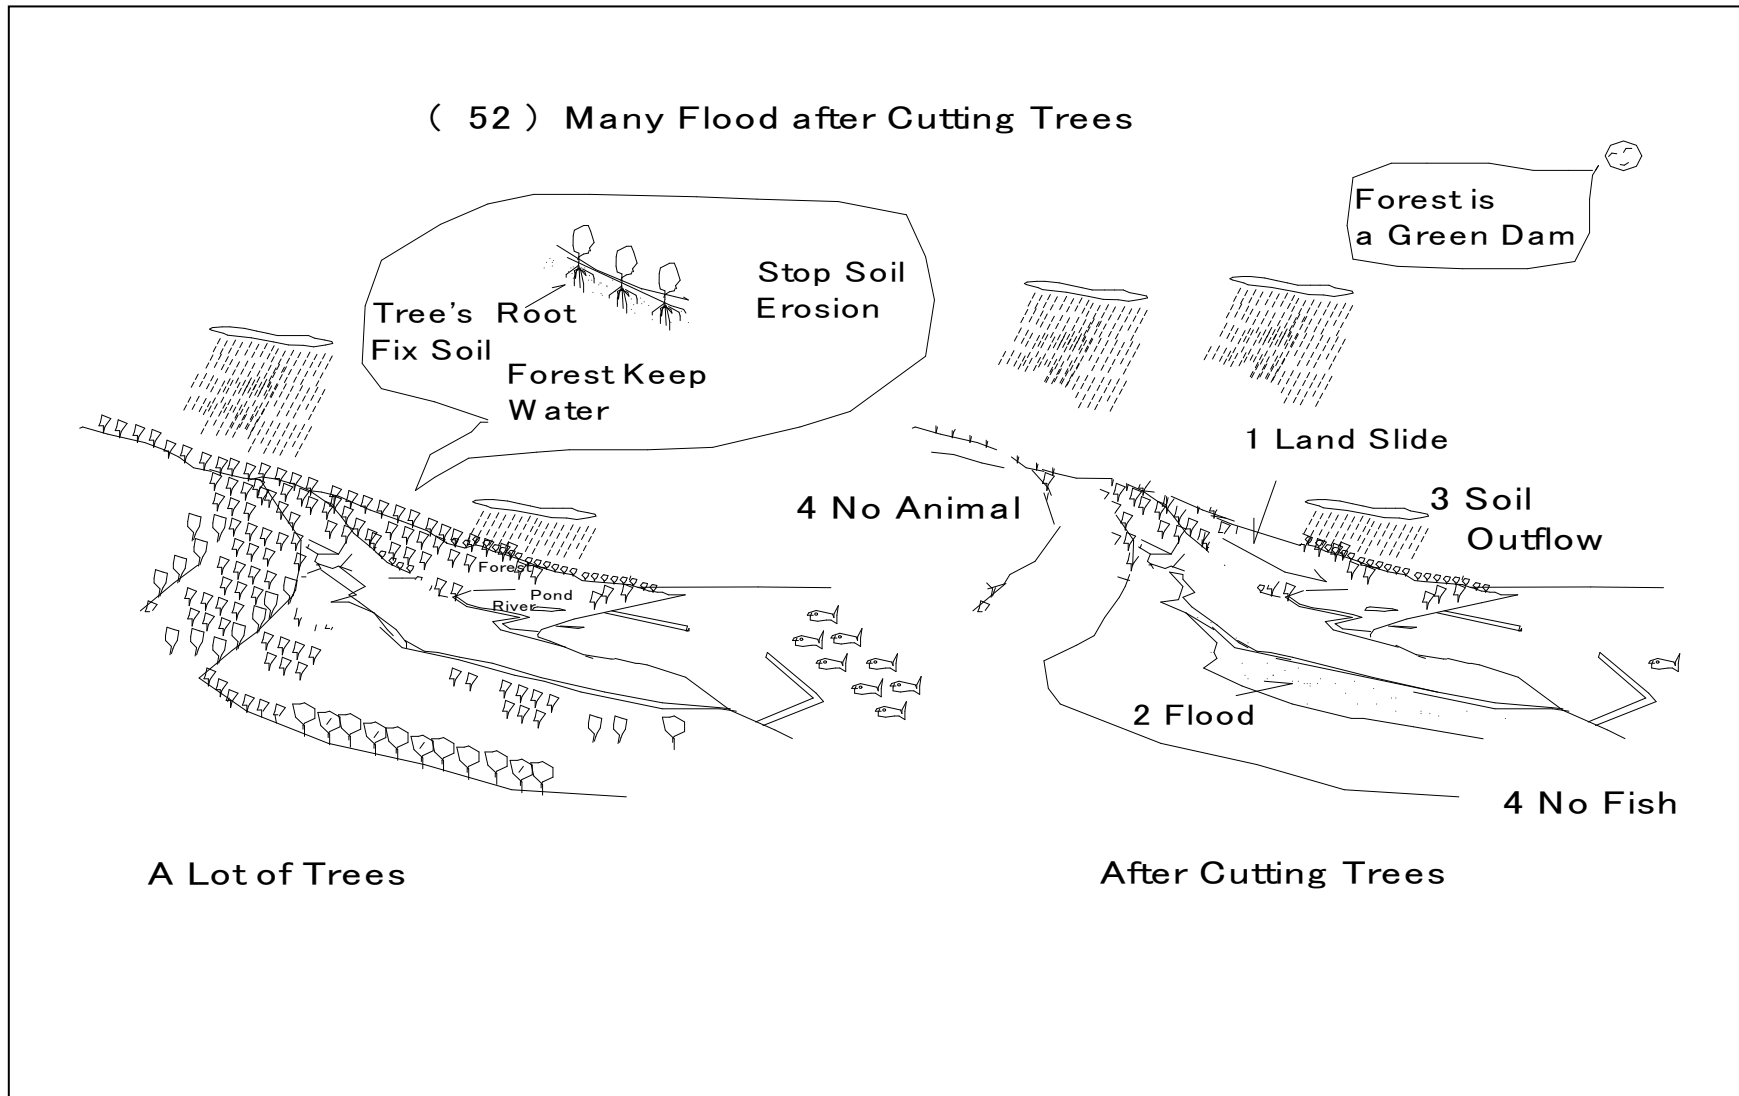 ( 52 ) Many Flood after Cutting Trees
Forest is
a Green Dam
Stop Soil
Erosion
Tree's Root
Fix Soil
Forest Keep
Water
1 Land Slide
4 No Animal
3 Soil
Outflow
Forest
Pond
River
2 Flood
4 No Fish
A Lot of Trees
After Cutting Trees